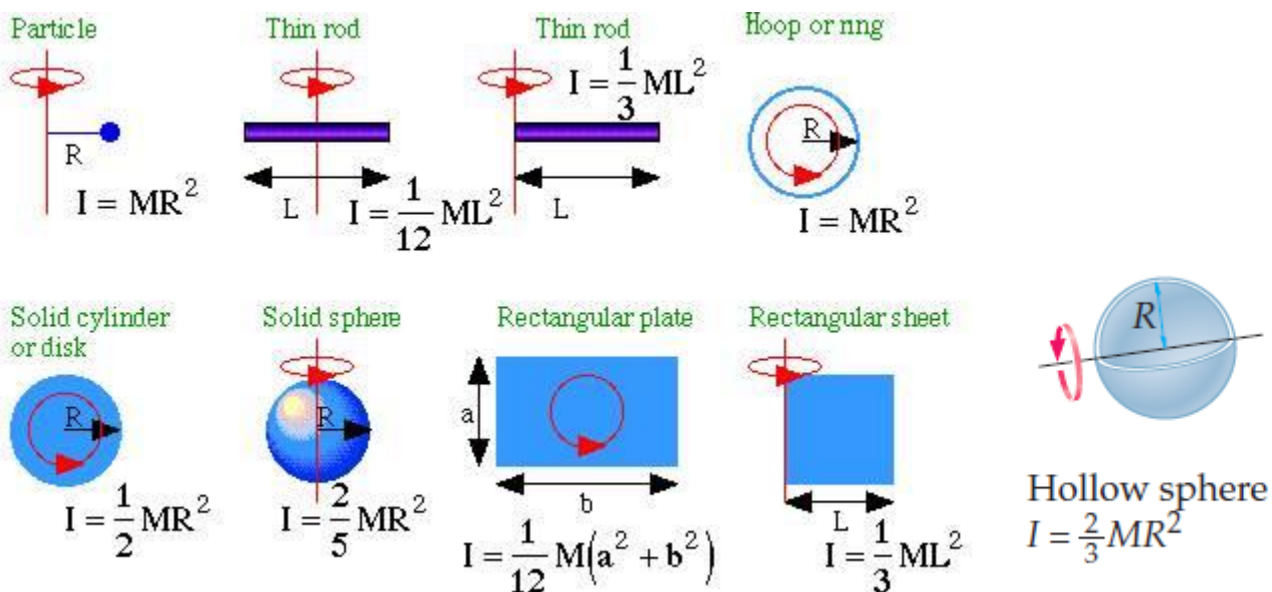 Particle
R
I = MR²
Thin rod
L
I = 1/12 ML²
Thin rod
I = 1/3 ML²
L
Hoop or ring
R
I = MR²
Solid cylinder
or disk
R
I = 1/2 MR²
Solid sphere
R
I = 2/5 MR²
Rectangular plate
a
b
I = 1/12 M(a² + b²)
Rectangular sheet
L
I = 1/3 ML²
R
Hollow sphere
I = 2/3 MR²